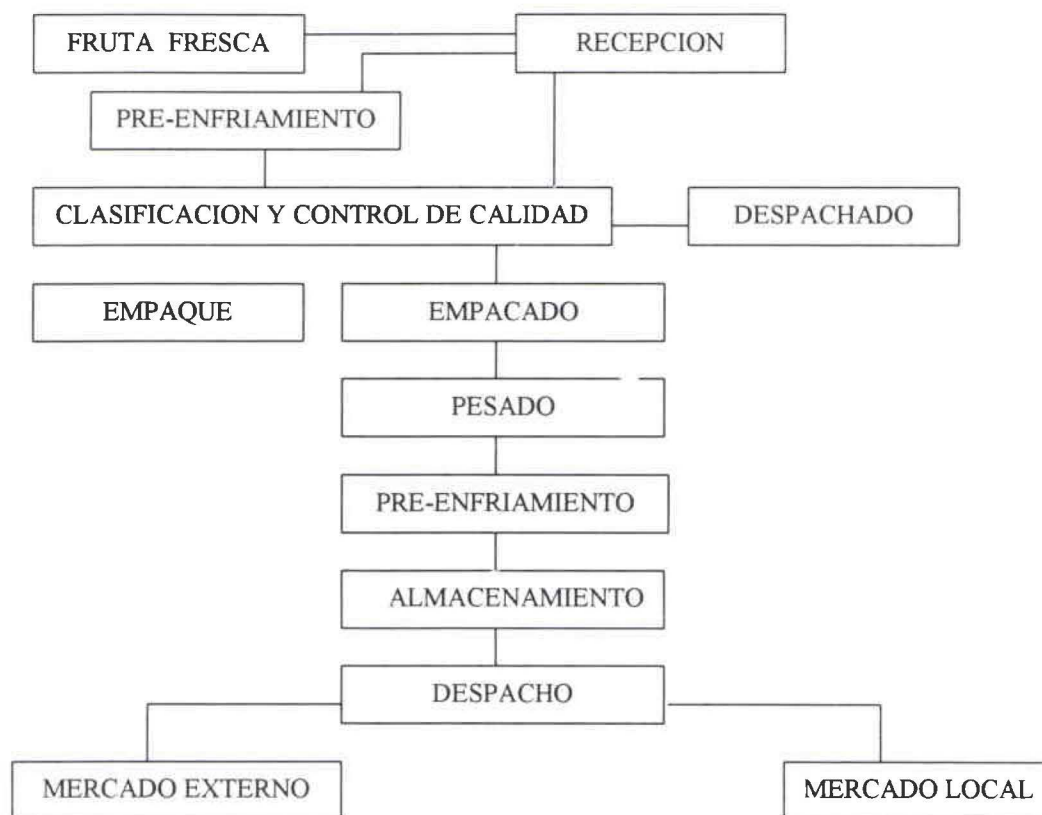 FRUTA FRESCA
RECEPCION
PRE-ENFRIAMIENTO
CLASIFICACION Y CONTROL DE CALIDAD
DESPACHADO
EMPAQUE
EMPACADO
PESADO
PRE-ENFRIAMIENTO
ALMACENAMIENTO
DESPACHO
MERCADO EXTERNO
MERCADO LOCAL